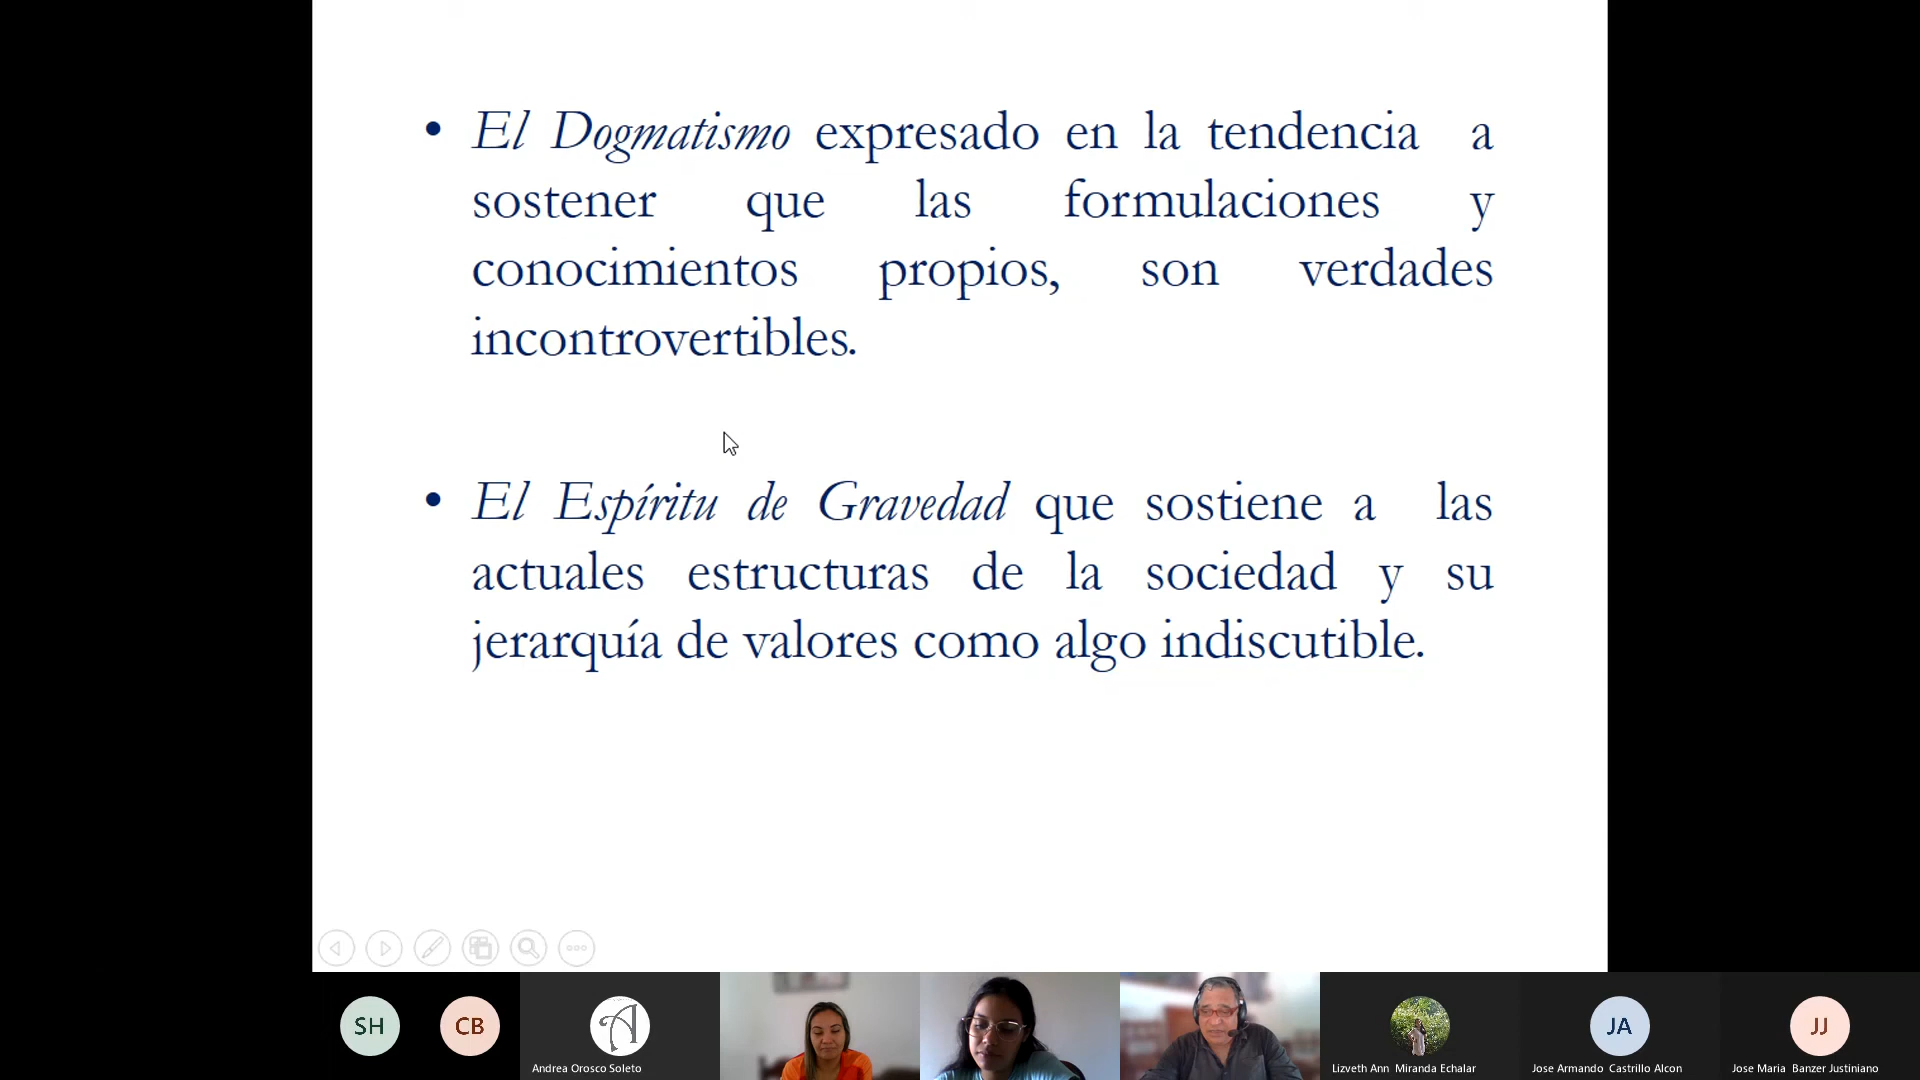 • El Dogmatismo expresado en la tendencia a
sostener que las formulaciones y
conocimientos propios, son verdades
incontrovertibles.
• El Espíritu de Gravedad que sostiene a las
actuales estructuras de la sociedad y su
jerarquía de valores como algo indiscutible.
SH
CB
A
Andrea Orosco Soleto
Lizveth Ann Miranda Echalar
JA
Jose Armando Castrillo Alcon
JJ
Jose Maria Banzer Justiniano